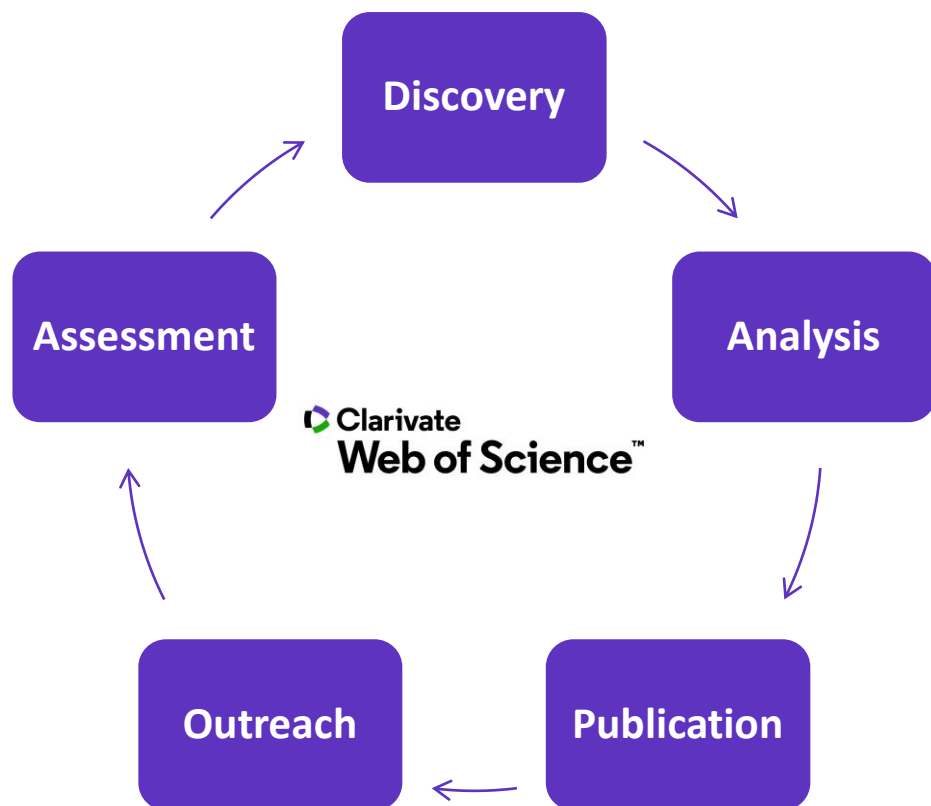 Discovery
Analysis
Publication
Outreach
Assessment
Clarivate
Web of Science™